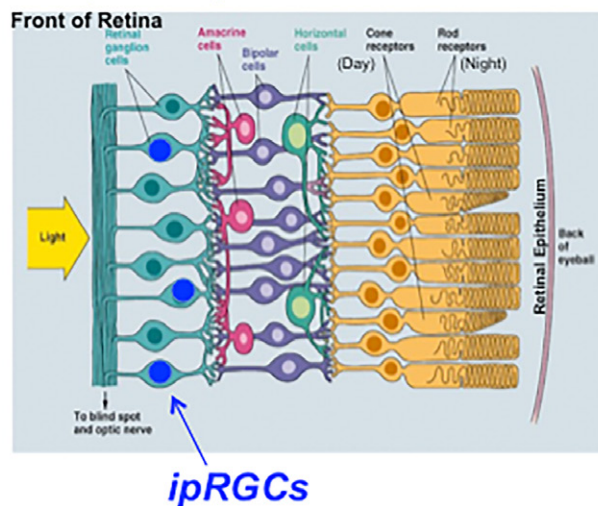 Front of Retina
Retinal
ganglion
cells
Amacrine
cells
Bipolar
cells
Horizontal
cells
Cone
receptors
(Day)
Rod
receptors
(Night)
Light
Retinal Epithelium
Back
of
eyeball
To blind spot
and optic nerve
ipRGCs